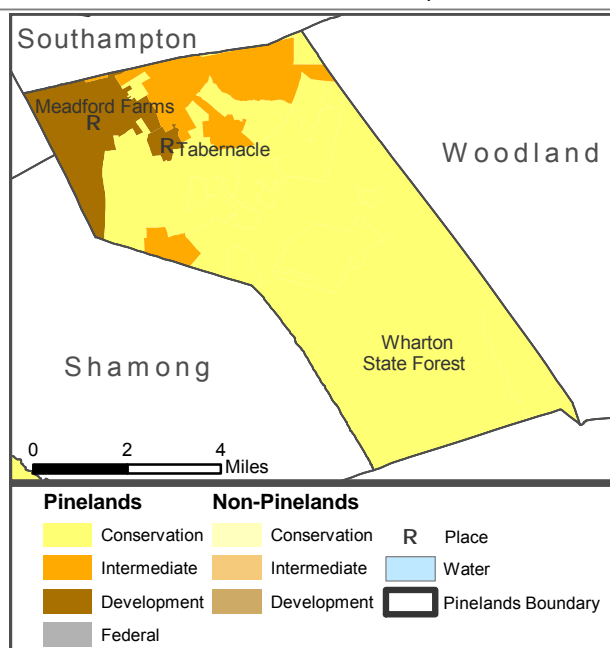 Southampton
Meadford Farms
R
R Tabernacle
Woodland
Wharton
State Forest
Shamong
0 2 4
Miles
Pinelands Non-Pinelands
Conservation Conservation R Place
Intermediate Intermediate Water
Development Development Pinelands Boundary
Federal